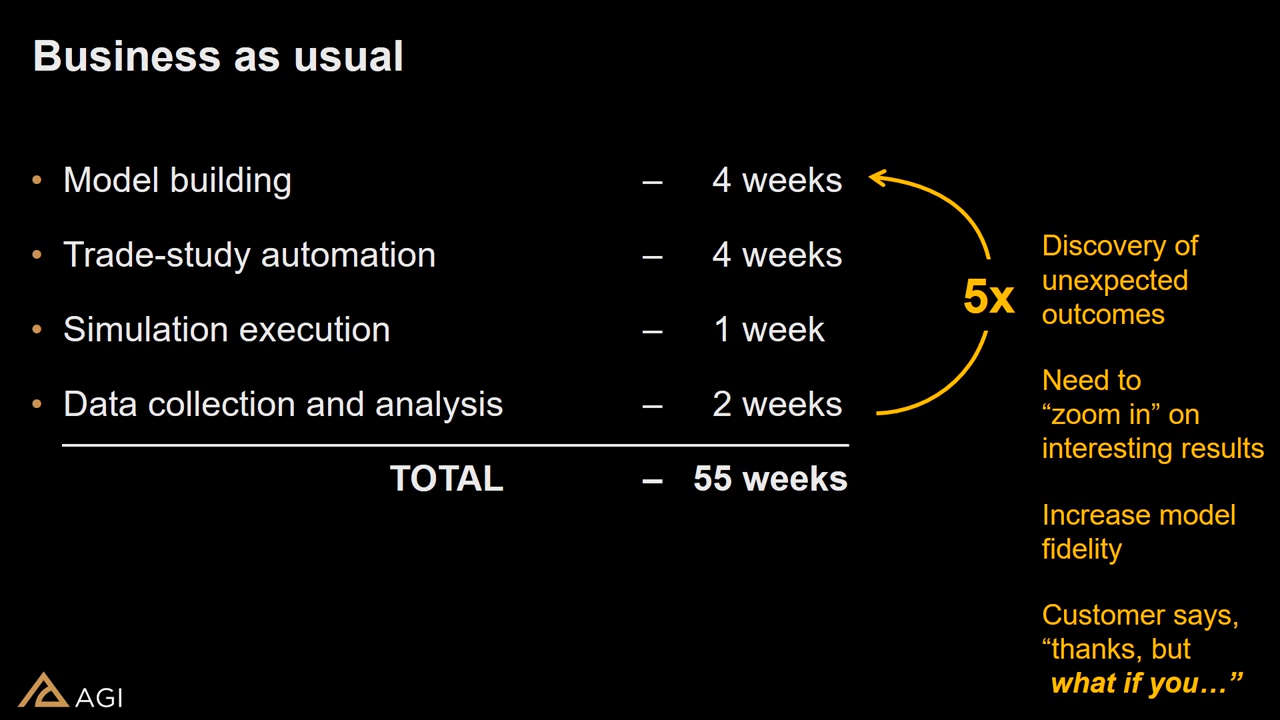 Business as usual
• Model building – 4 weeks
• Trade-study automation – 4 weeks
• Simulation execution – 1 week
• Data collection and analysis – 2 weeks
TOTAL – 55 weeks
5x
Discovery of
unexpected
outcomes
Need to
“zoom in” on
interesting results
Increase model
fidelity
Customer says,
“thanks, but
what if you…”
AGI